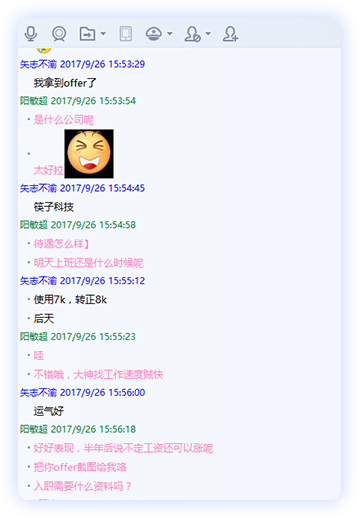 矢志不渝 2017/9/26 15:53:29
我拿到offer了
阳敏超 2017/9/26 15:53:54
是什么公司呢
太好拉
矢志不渝 2017/9/26 15:54:45
筷子科技
阳敏超 2017/9/26 15:54:58
待遇怎么样】
明天上班还是什么时候呢
矢志不渝 2017/9/26 15:55:12
使用7k，转正8k
后天
阳敏超 2017/9/26 15:55:23
哇
不错哦，大神找工作速度贼快
矢志不渝 2017/9/26 15:56:00
运气好
阳敏超 2017/9/26 15:56:18
好好表现，半年后说不定工资还可以涨呢
把你offer截图给我咯
入职需要什么资料吗？